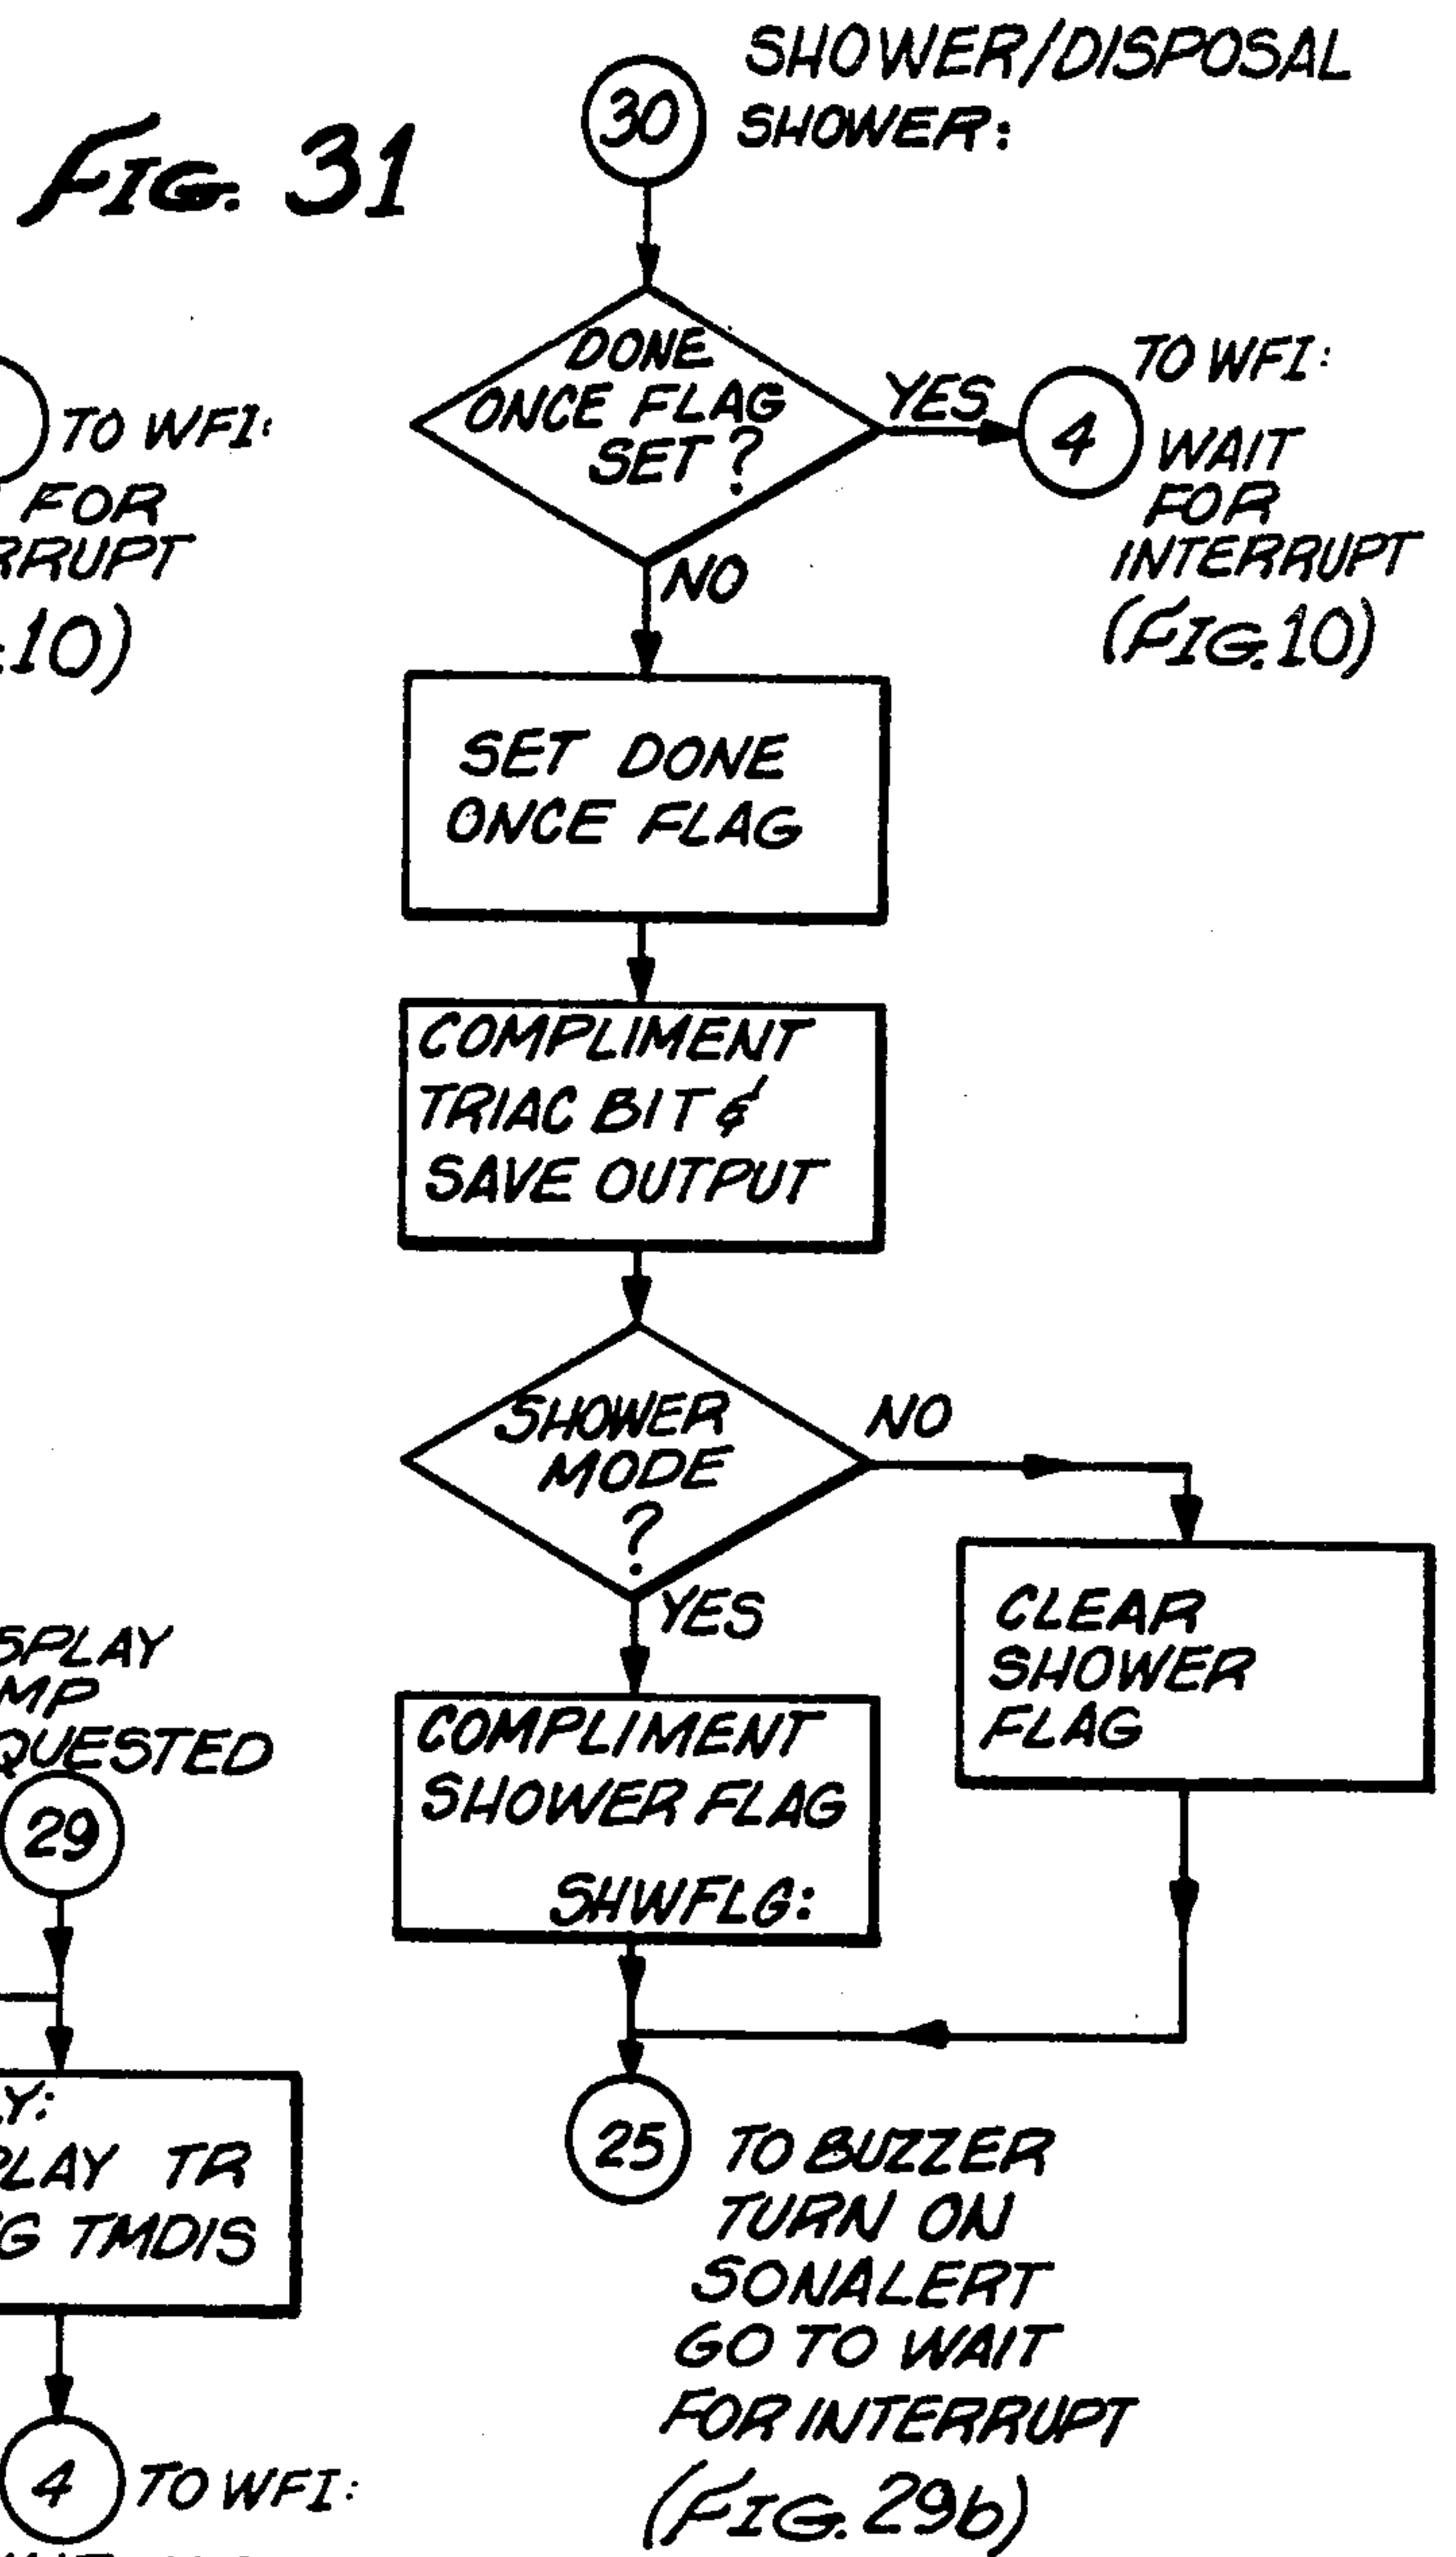 FIG. 31
30
SHOWER/DISPOSAL
SHOWER:
DONE
ONCE FLAG
SET?
YES
4
TO WFI:
WAIT
FOR
INTERRUPT
(FIG. 10)
NO
SET DONE
ONCE FLAG
COMPLIMENT
TRIAC BIT &
SAVE OUTPUT
SHOWER
MODE
?
NO
YES
CLEAR
SHOWER
FLAG
COMPLIMENT
SHOWER FLAG
SHWFLG:
25
TO BUZZER
TURN ON
SONALERT
GO TO WAIT
FOR INTERRUPT
(FIG. 29b)
TO WFI:
FOR
RRUPT
.10)
SPLAY
MP
QUESTED
29
Y:
PLAY TR
G TMDIS
4
TO WFI: